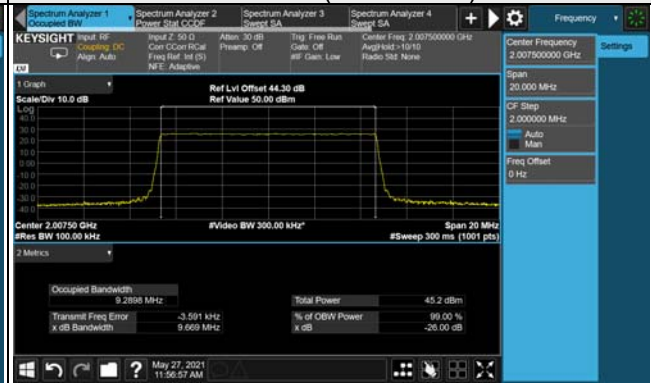 Spectrum Analyzer 1
Occupied BW
Spectrum Analyzer 2
Power Stat CCDF
Spectrum Analyzer 3
Swept SA
Spectrum Analyzer 4
Swept SA
Frequency
KEYSIGHT
Input: RF
Coupling: DC
Align: Auto
Input Z: 50 Ω
Corr CCorr RCal
Freq Ref: Int (S)
NFE: Adaptive
Atten: 30 dB
Preamp: Off
Trig: Free Run
Gate: Off
#IF Gain: Low
Center Freq: 2.007500000 GHz
Avg|Hold:>10/10
Radio Std: None
Center Frequency
2.007500000 GHz
Settings
Span
20.000 MHz
CF Step
2.000000 MHz
Auto
Man
Freq Offset
0 Hz
1 Graph
Scale/Div 10.0 dB
Ref Lvl Offset 44.30 dB
Ref Value 50.00 dBm
Log
40.0
30.0
20.0
10.0
0.00
-10.0
-20.0
-30.0
-40.0
Center 2.00750 GHz
#Res BW 100.00 kHz
#Video BW 300.00 kHz*
Span 20 MHz
#Sweep 300 ms (1001 pts)
2 Metrics
Occupied Bandwidth
9.2898 MHz
Total Power 45.2 dBm
Transmit Freq Error -3.591 kHz
% of OBW Power 99.00 %
x dB Bandwidth 9.669 MHz
x dB -26.00 dB
May 27, 2021
11:56:57 AM